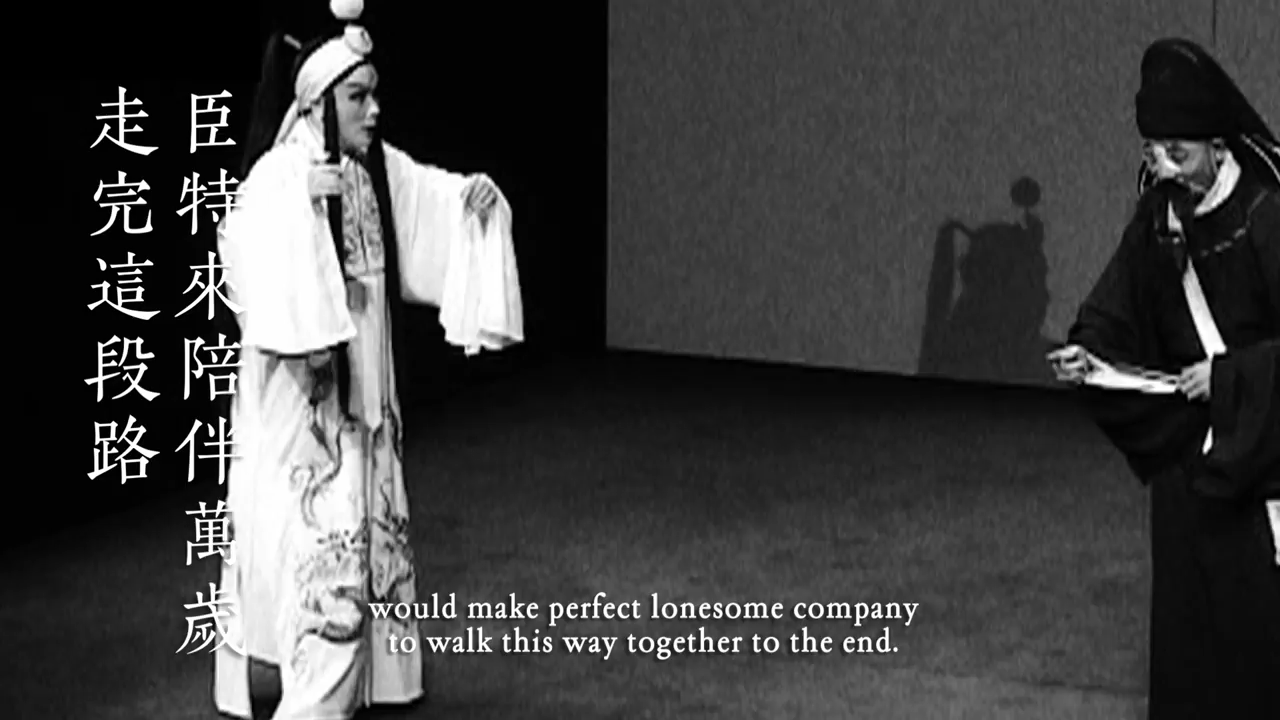 臣特來陪伴萬歲
走完這段路
would make perfect lonesome company
to walk this way together to the end.